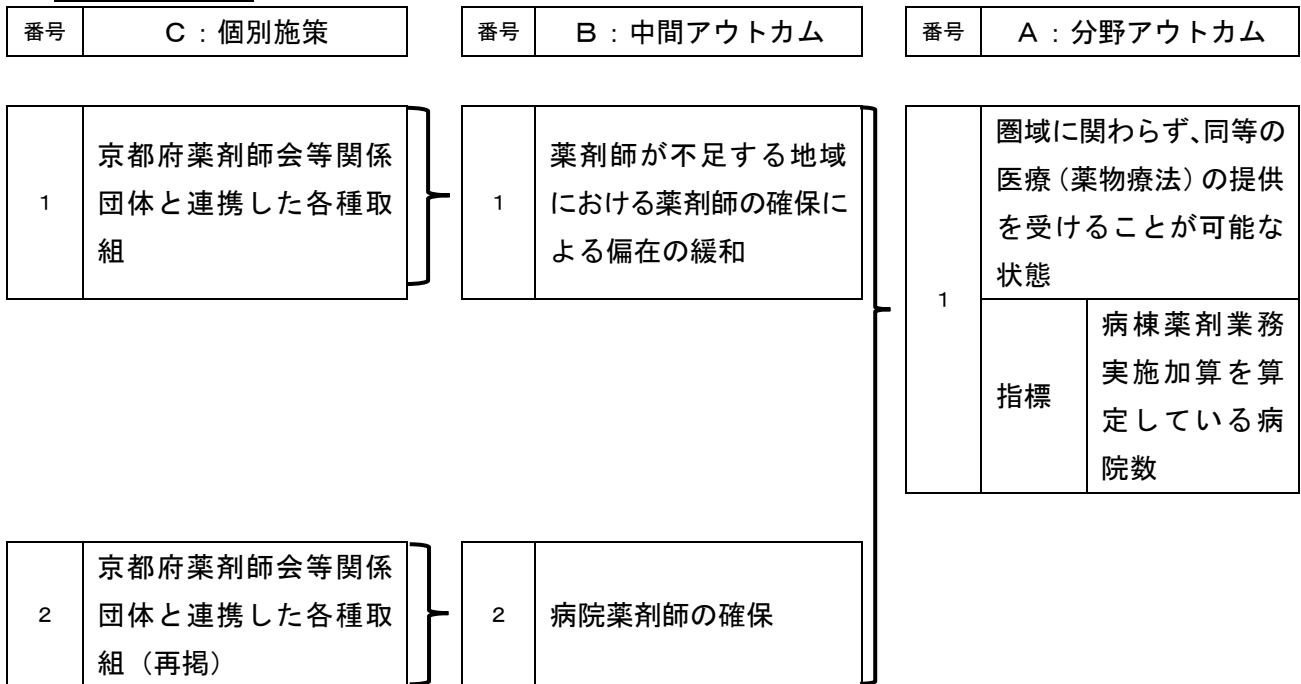 番号 C：個別施策
番号 B：中間アウトカム
番号 A：分野アウトカム
1
京都府薬剤師会等関係
団体と連携した各種取
組
1
薬剤師が不足する地域
における薬剤師の確保に
よる偏在の緩和
1
圏域に関わらず、同等の
医療（薬物療法）の提供
を受けることが可能な
状態
指標
病棟薬剤業務
実施加算を算
定している病
院数
2
京都府薬剤師会等関係
団体と連携した各種取
組（再掲）
2
病院薬剤師の確保